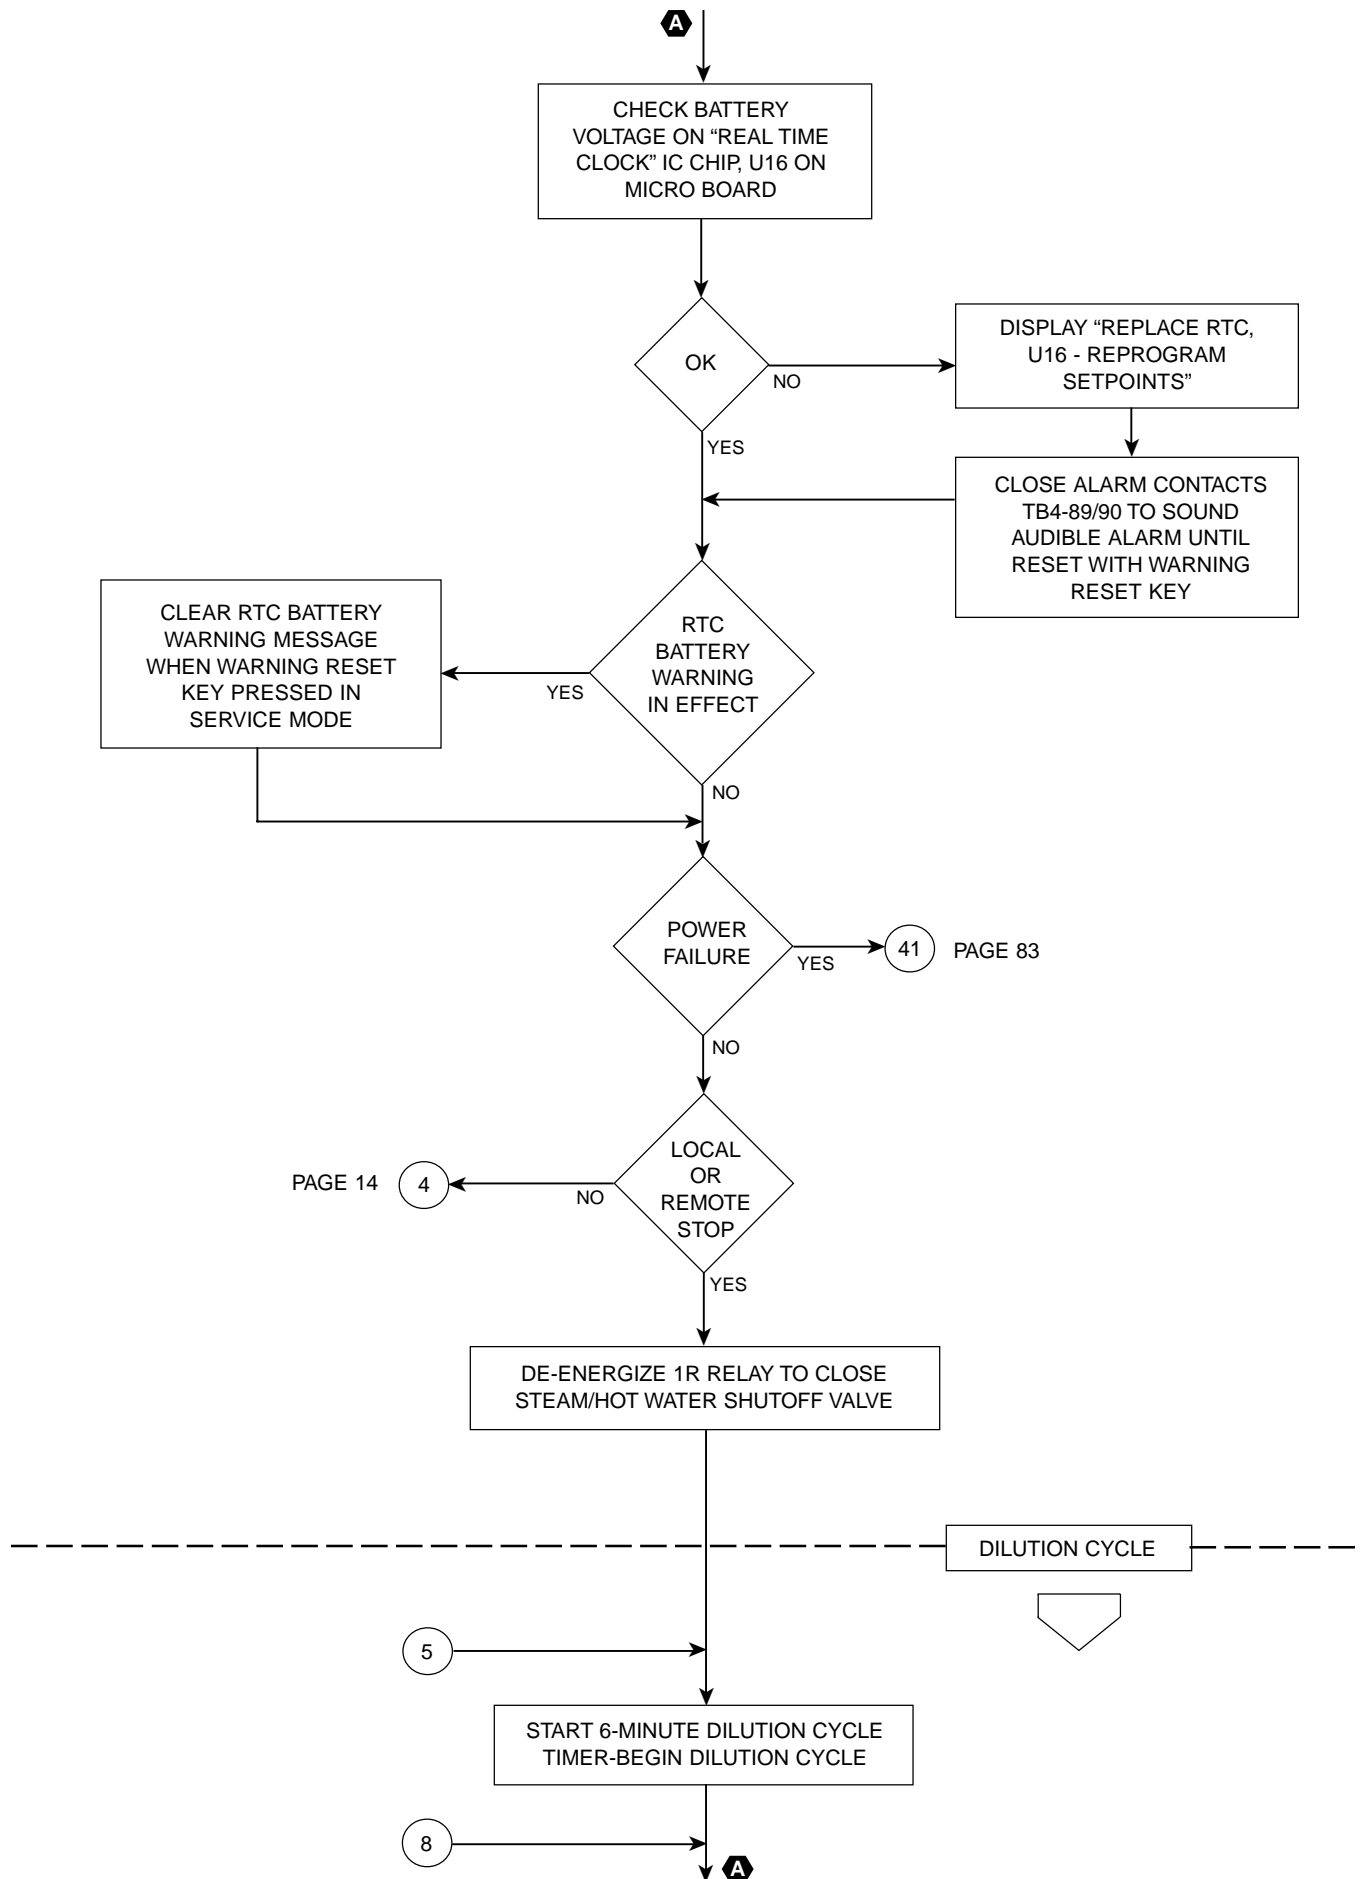 A
CHECK BATTERY
VOLTAGE ON “REAL TIME
CLOCK” IC CHIP, U16 ON
MICRO BOARD
OK
NO
YES
DISPLAY “REPLACE RTC,
U16 - REPROGRAM
SETPOINTS”
CLOSE ALARM CONTACTS
TB4-89/90 TO SOUND
AUDIBLE ALARM UNTIL
RESET WITH WARNING
RESET KEY
RTC
BATTERY
WARNING
IN EFFECT
YES
NO
CLEAR RTC BATTERY
WARNING MESSAGE
WHEN WARNING RESET
KEY PRESSED IN
SERVICE MODE
POWER
FAILURE
YES
41
PAGE 83
NO
LOCAL
OR
REMOTE
STOP
NO
4
PAGE 14
YES
DE-ENERGIZE 1R RELAY TO CLOSE
STEAM/HOT WATER SHUTOFF VALVE
DILUTION CYCLE
5
START 6-MINUTE DILUTION CYCLE
TIMER-BEGIN DILUTION CYCLE
8
A